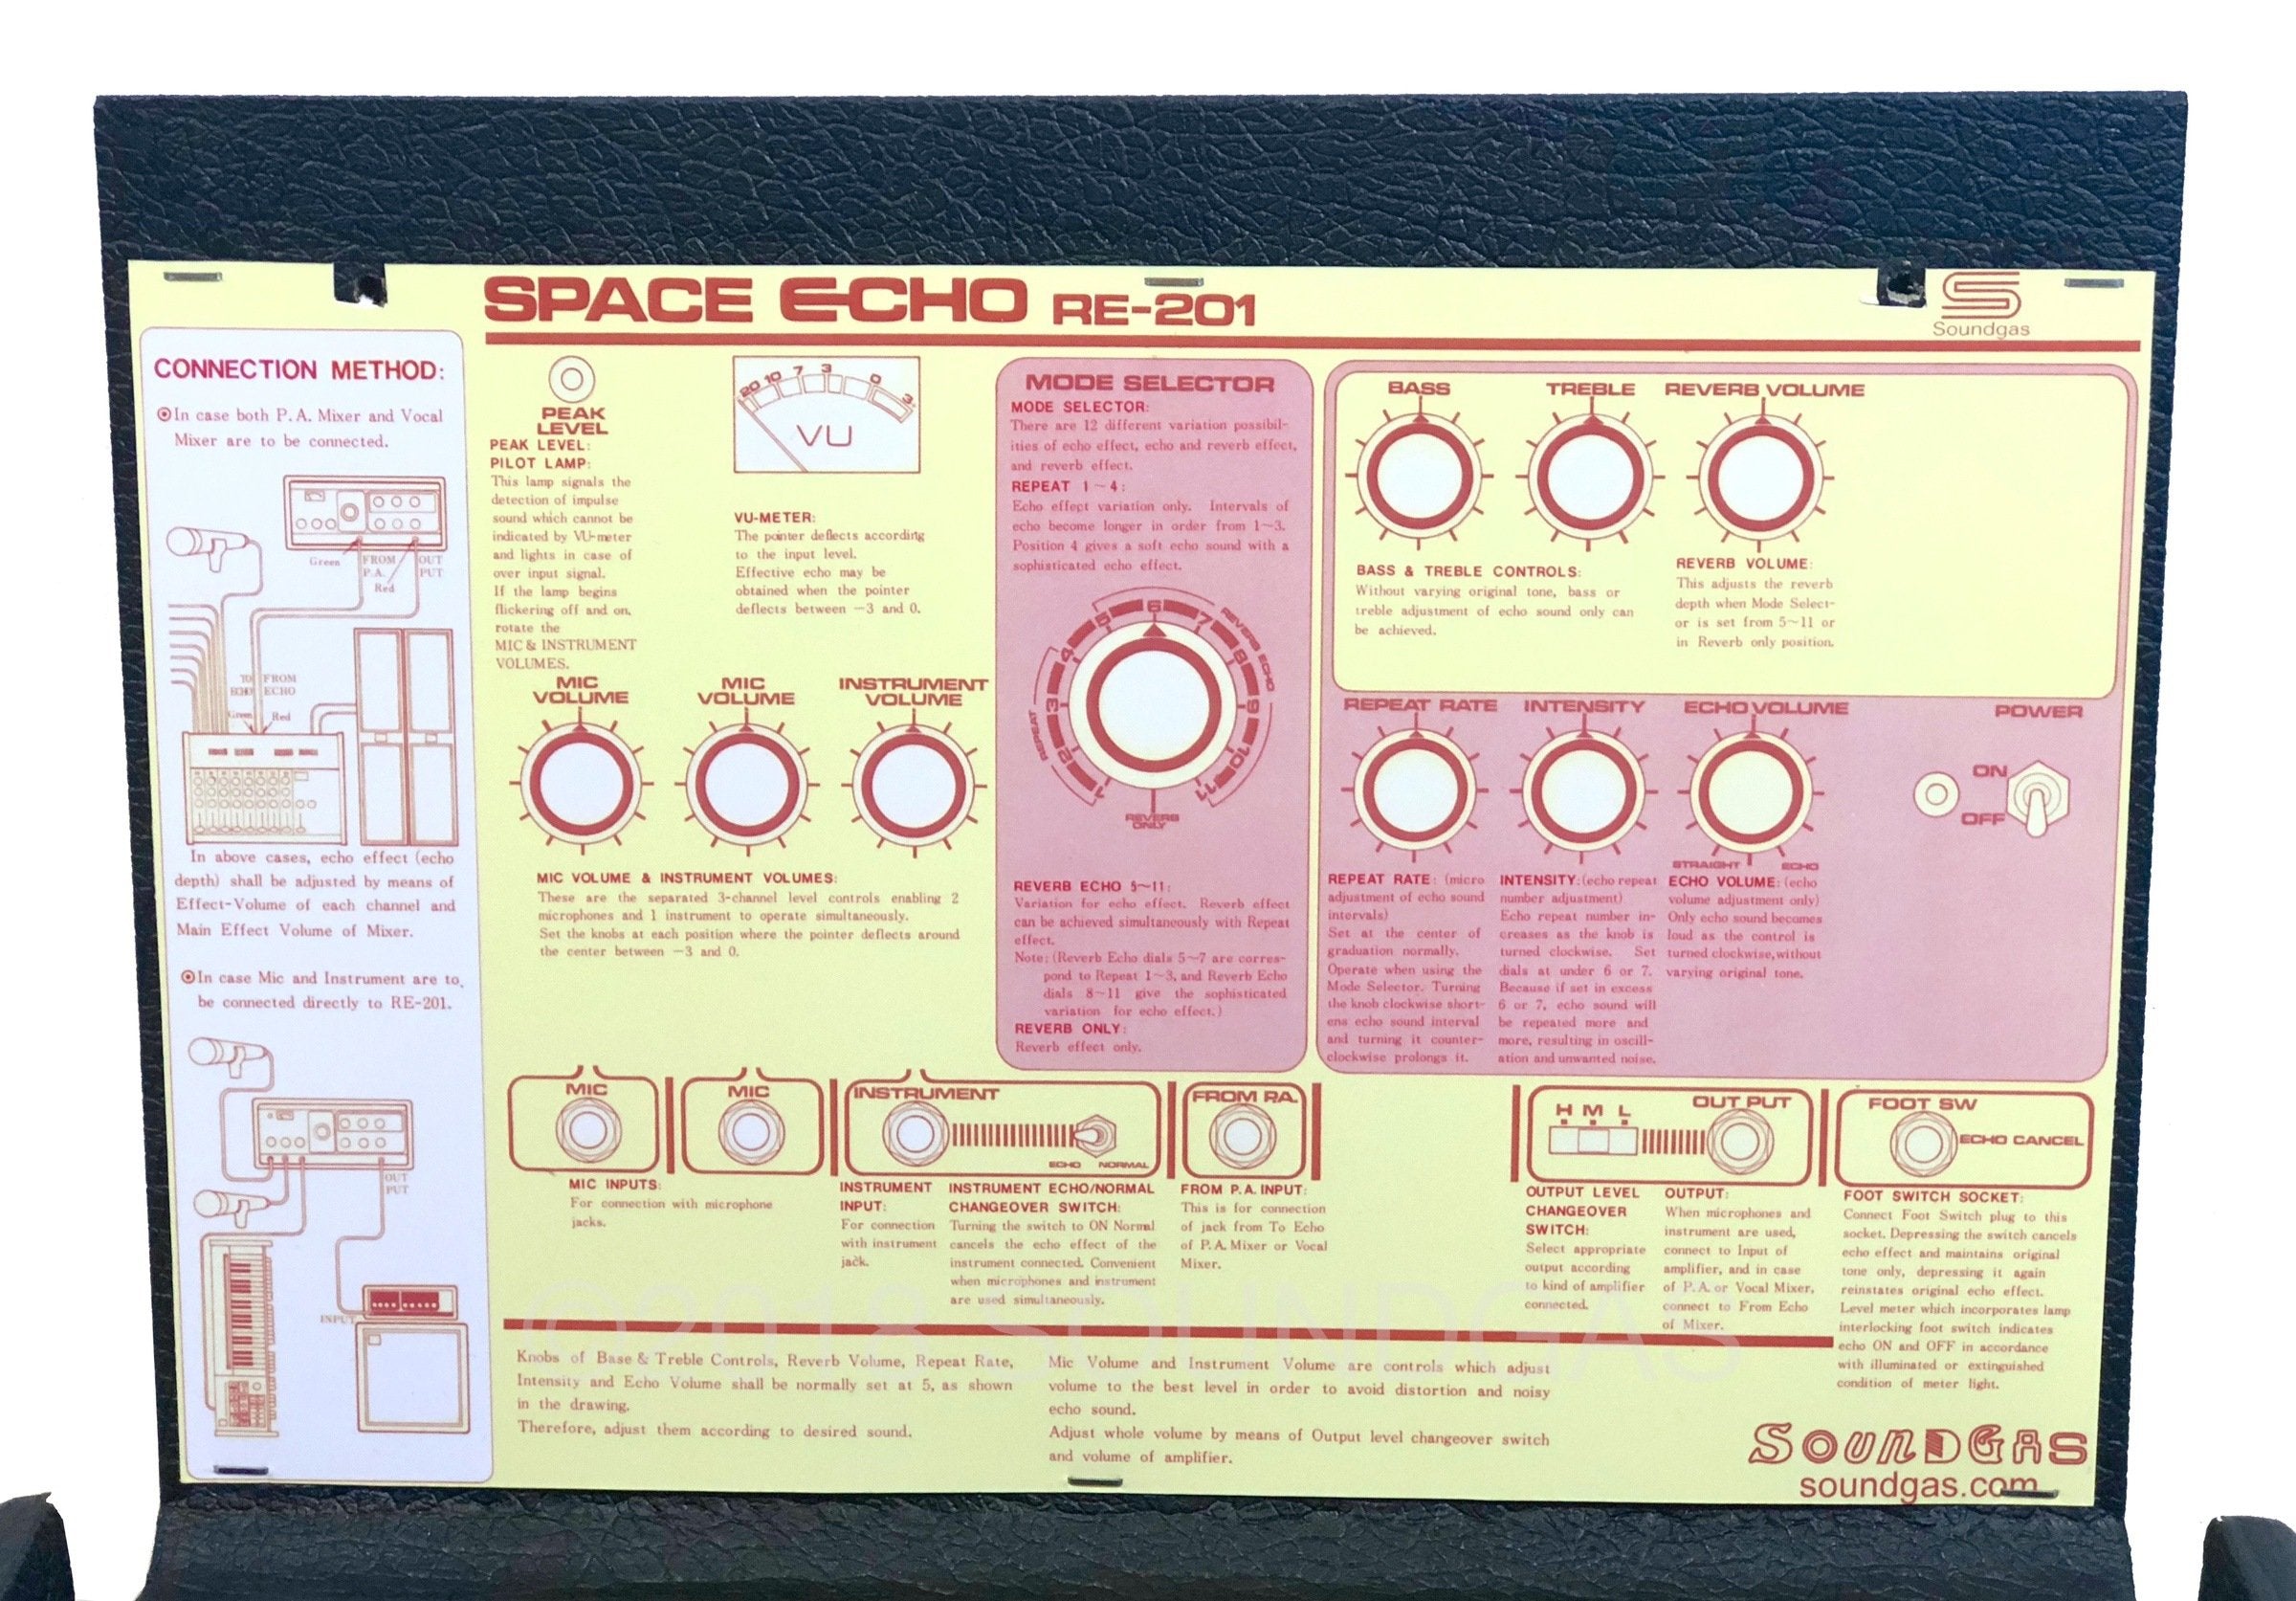 SPACE ECHO RE-201
Soundgas
CONNECTION METHOD:
In case both P.A. Mixer and Vocal
Mixer are to be connected.
Green
FROM
P.A.
Red
OUT
PUT
TO
ECHO
FROM
ECHO
Green
Red
In above cases, echo effect (echo
depth) shall be adjusted by means of
Effect-Volume of each channel and
Main Effect Volume of Mixer.
In case Mic and Instrument are to
be connected directly to RE-201.
OUT
PUT
INPUT
PEAK
LEVEL
PEAK LEVEL:
PILOT LAMP:
This lamp signals the
detection of impulse
sound which cannot be
indicated by VU-meter
and lights in case of
over input signal.
If the lamp begins
flickering off and on,
rotate the
MIC & INSTRUMENT
VOLUMES.
20 10 7 3 0 3
VU
VU-METER:
The pointer deflects according
to the input level.
Effective echo may be
obtained when the pointer
deflects between −3 and 0.
MIC
VOLUME
MIC
VOLUME
INSTRUMENT
VOLUME
MIC VOLUME & INSTRUMENT VOLUMES:
These are the separated 3-channel level controls enabling 2
microphones and 1 instrument to operate simultaneously.
Set the knobs at each position where the pointer deflects around
the center between −3 and 0.
MODE SELECTOR
MODE SELECTOR:
There are 12 different variation possibil-
ities of echo effect, echo and reverb effect,
and reverb effect.
REPEAT 1~4:
Echo effept variation only. Intervals of
echo become longer in order from 1~3.
Position 4 gives a soft echo sound with a
sophisticated echo effect.
1 2 3 4 5 6 7 8 9 10 11
REPEAT
REVERB ECHO
REVERB
ONLY
REVERB ECHO 5~11:
Variation for echo effect. Reverb effect
can be achieved simultaneously with Repeat
effect.
Note: (Reverb Echo dials 5~7 are corres-
pond to Repeat 1~3, and Reverb Echo
dials 8~11 give the sophisticated
variation for echo effect.)
REVERB ONLY:
Reverb effect only.
BASS
TREBLE
REVERB VOLUME
BASS & TREBLE CONTROLS:
Without varying original tone, bass or
treble adjustment of echo sound only can
be achieved.
REVERB VOLUME:
This adjusts the reverb
depth when Mode Select-
or is set from 5~11 or
in Reverb only position.
REPEAT RATE
INTENSITY
ECHO VOLUME
POWER
STRAIGHT
ECHO
ON
OFF
REPEAT RATE: (micro
adjustment of echo sound
intervals)
Set at the center of
graduation normally.
Operate when using the
Mode Selector. Turning
the knob clockwise short-
ens echo sound interval
and turning it counter-
clockwise prolongs it.
INTENSITY: (echo repeat
number adjustment)
Echo repeat number in-
creases as the knob is
turned clockwise. Set
dials at under 6 or 7.
Because if set in excess
6 or 7, echo sound will
be repeated more and
more, resulting in oscill-
ation and unwanted noise.
ECHO VOLUME: (echo
volume adjustment only)
Only echo sound becomes
loud as the control is
turned clockwise, without
varying original tone.
MIC
MIC
INSTRUMENT
ECHO NORMAL
FROM P.A.
H M L
OUT PUT
FOOT SW
ECHO CANCEL
MIC INPUTS:
For connection with microphone
jacks.
INSTRUMENT
INPUT:
For connection
with instrument
jack.
INSTRUMENT ECHO/NORMAL
CHANGEOVER SWITCH:
Turning the switch to ON Normal
cancels the echo effect of the
instrument connected. Convenient
when microphones and instrument
are used simultaneously.
FROM P.A. INPUT:
This is for connection
of jack from To Echo
of P.A. Mixer or Vocal
Mixer.
OUTPUT LEVEL
CHANGEOVER
SWITCH:
Select appropriate
output according
to kind of amplifier
connected.
OUTPUT:
When microphones and
instrument are used,
connect to Input of
amplifier, and in case
of P.A. or Vocal Mixer,
connect to From Echo
of Mixer.
FOOT SWITCH SOCKET:
Connect Foot Switch plug to this
socket. Depressing the switch cancels
echo effect and maintains original
tone only, depressing it again
reinstates original echo effect.
Level meter which incorporates lamp
interlocking foot switch indicates
echo ON and OFF in accordance
with illuminated or extinguished
condition of meter light.
©2018 SOUNDGAS
Knobs of Base & Treble Controls, Reverb Volume, Repeat Rate,
Intensity and Echo Volume shall be normally set at 5, as shown
in the drawing.
Therefore, adjust them according to desired sound.
Mic Volume and Instrument Volume are controls which adjust
volume to the best level in order to avoid distortion and noisy
echo sound.
Adjust whole volume by means of Output level changeover switch
and volume of amplifier.
SOUNDGAS
soundgas.com